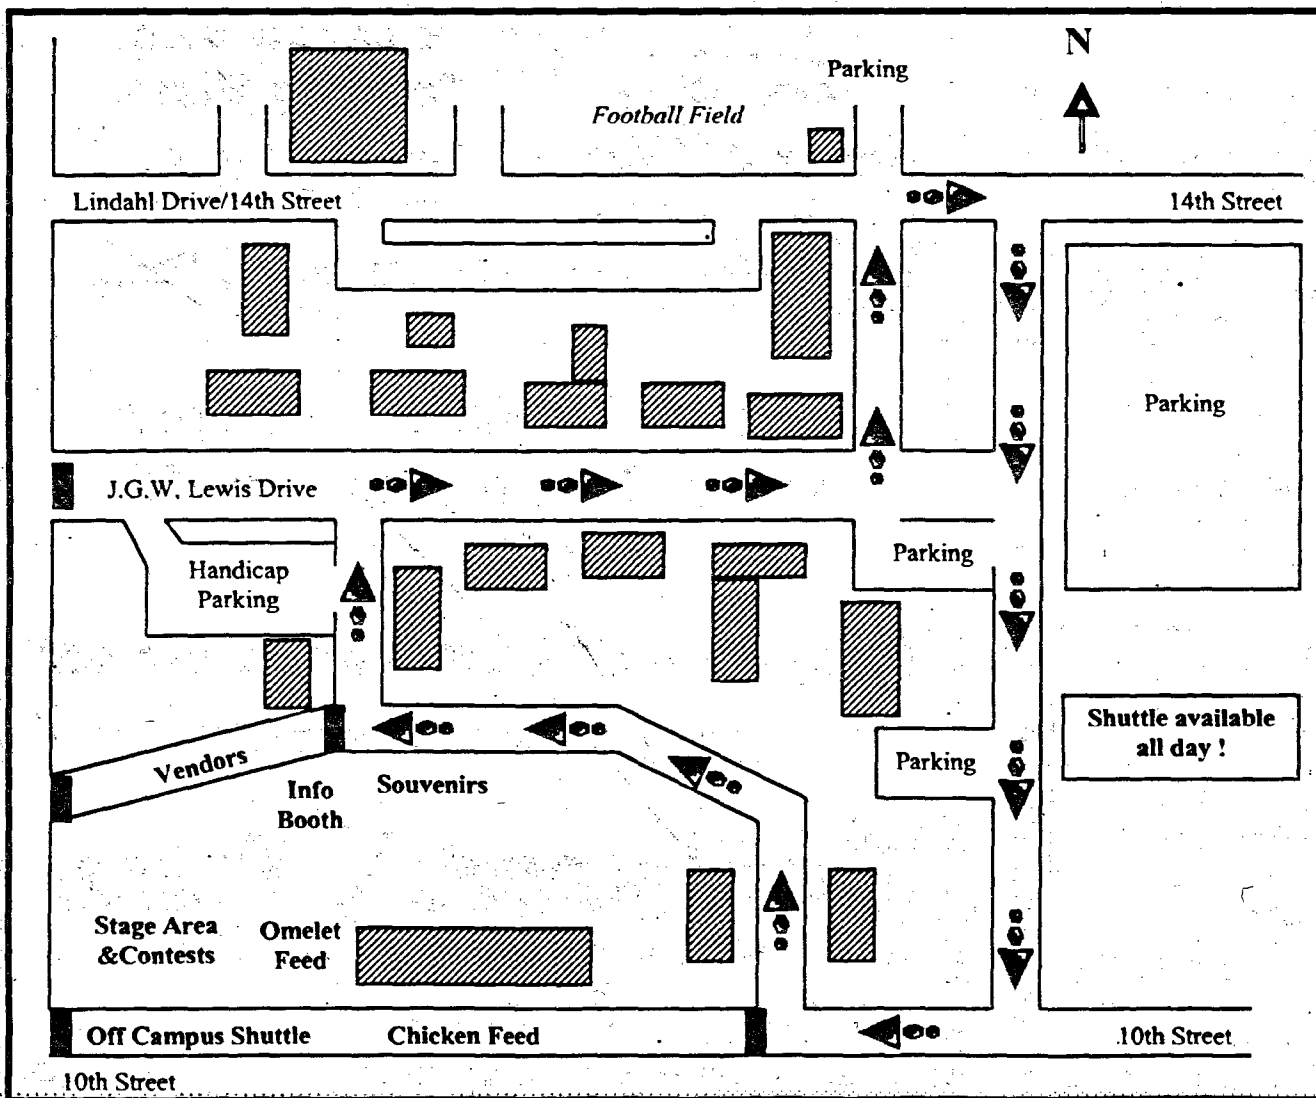 N
Parking
Football Field
Lindahl Drive/14th Street
14th Street
Parking
J.G.W. Lewis Drive
Handicap
Parking
Parking
Shuttle available
all day !
Vendors
Info
Booth
Souvenirs
Parking
Stage Area
&Contests
Omelet
Feed
Off Campus Shuttle
Chicken Feed
10th Street
10th Street